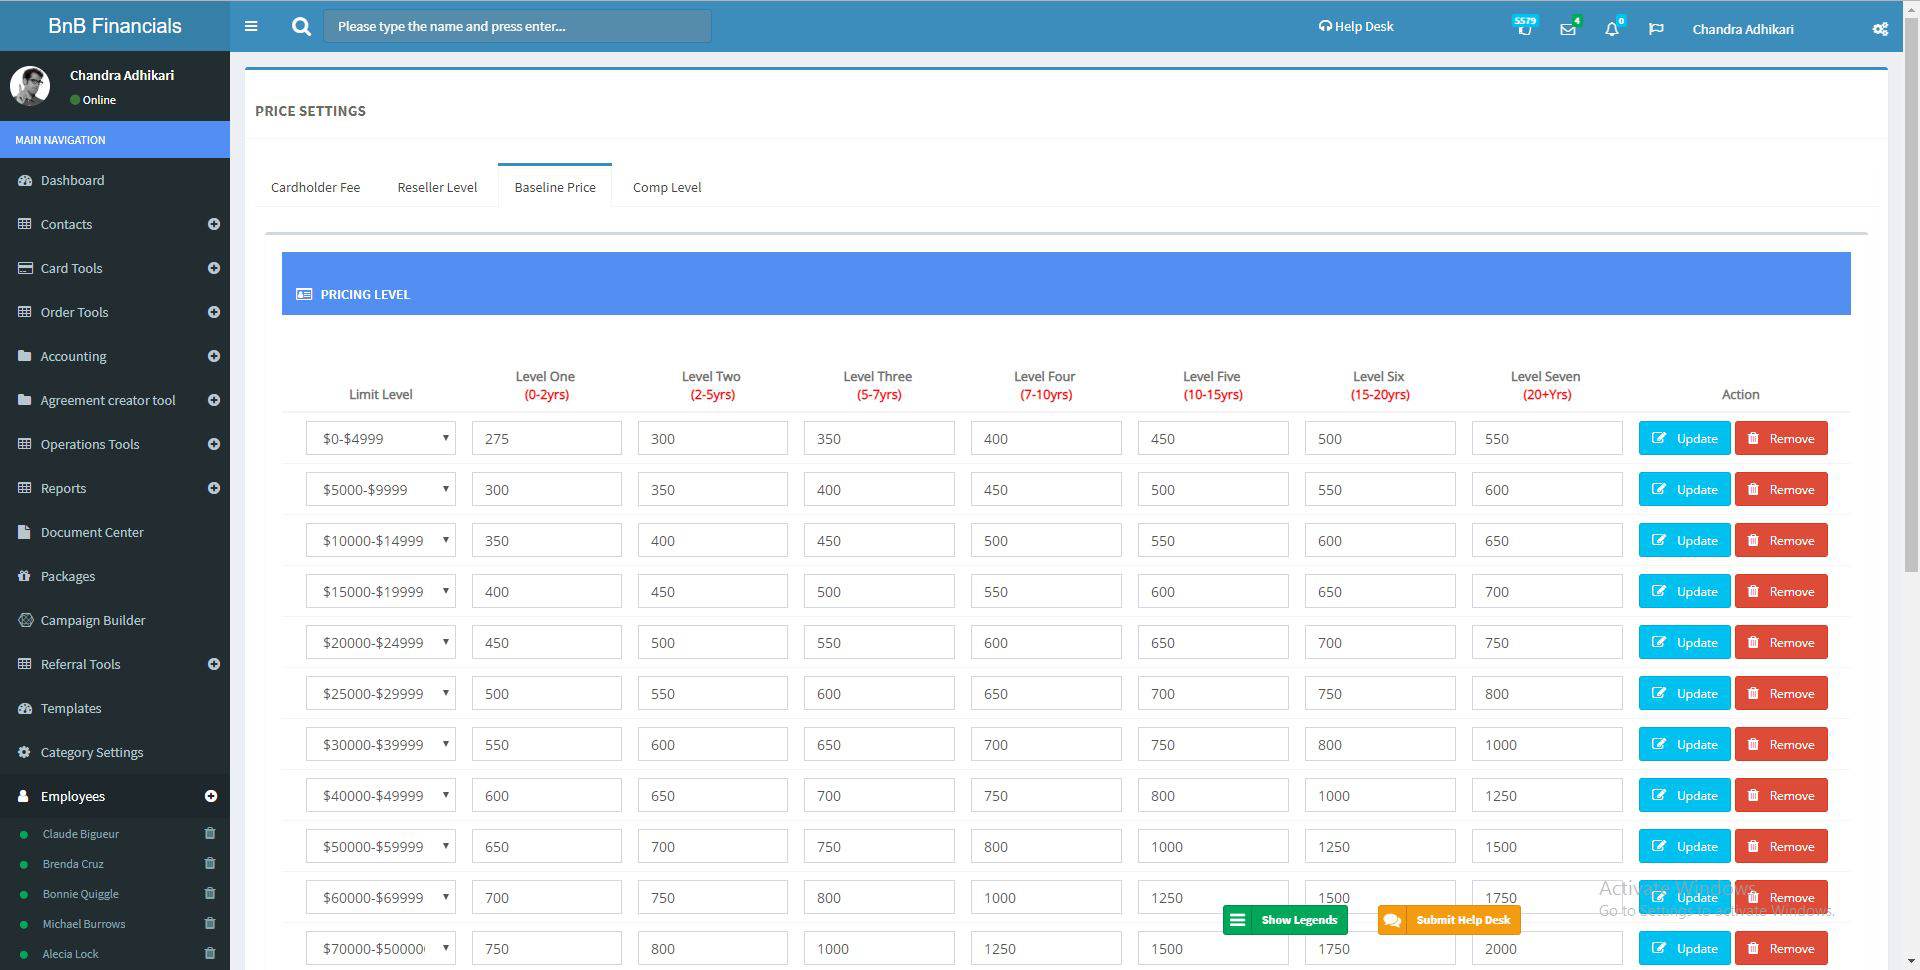 BnB Financials
Please type the name and press enter...
Help Desk
5579
4
0
Chandra Adhikari
Chandra Adhikari
Online
MAIN NAVIGATION
Dashboard
Contacts
Card Tools
Order Tools
Accounting
Agreement creator tool
Operations Tools
Reports
Document Center
Packages
Campaign Builder
Referral Tools
Templates
Category Settings
Employees
Claude Bigueur
Brenda Cruz
Bonnie Quiggle
Michael Burrows
Alecia Lock
PRICE SETTINGS
Cardholder Fee Reseller Level Baseline Price Comp Level
PRICING LEVEL
Limit Level Level One (0-2yrs) Level Two (2-5yrs) Level Three (5-7yrs) Level Four (7-10yrs) Level Five (10-15yrs) Level Six (15-20yrs) Level Seven (20+Yrs) Action
$0-$4999 275 300 350 400 450 500 550 Update Remove
$5000-$9999 300 350 400 450 500 550 600 Update Remove
$10000-$14999 350 400 450 500 550 600 650 Update Remove
$15000-$19999 400 450 500 550 600 650 700 Update Remove
$20000-$24999 450 500 550 600 650 700 750 Update Remove
$25000-$29999 500 550 600 650 700 750 800 Update Remove
$30000-$39999 550 600 650 700 750 800 1000 Update Remove
$40000-$49999 600 650 700 750 800 1000 1250 Update Remove
$50000-$59999 650 700 750 800 1000 1250 1500 Update Remove
$60000-$69999 700 750 800 1000 1250 1500 1750 Update Remove
$70000-$50000 750 800 1000 1250 1500 1750 2000 Update Remove
Show Legends
Submit Help Desk
Activate Windows
Go to Settings to activate Windows.